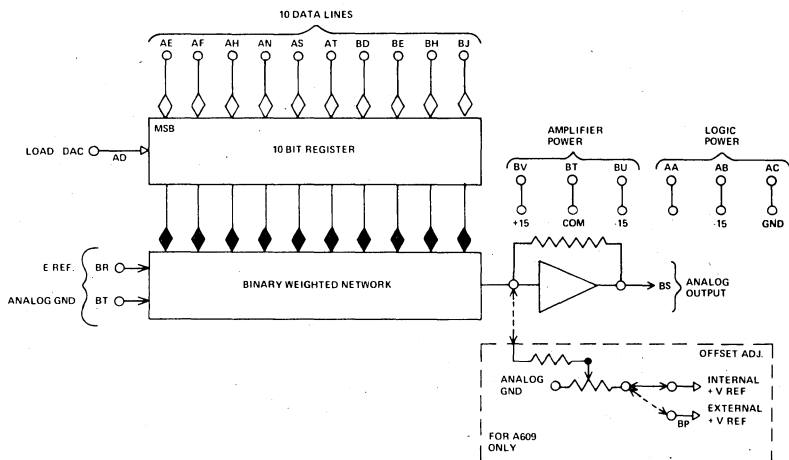 10 DATA LINES
AE AF AH AN AS AT BD BE BH BJ
MSB
10 BIT REGISTER
LOAD DAC
AD
AMPLIFIER POWER
BV BT BU
+15 COM 15
LOGIC POWER
AA AB AC
15 GND
E REF. BR
ANALOG GND BT
BINARY WEIGHTED NETWORK
BS ANALOG OUTPUT
OFFSET ADJ.
ANALOG GND
INTERNAL + V REF
EXTERNAL + V REF
BP
FOR A609 ONLY